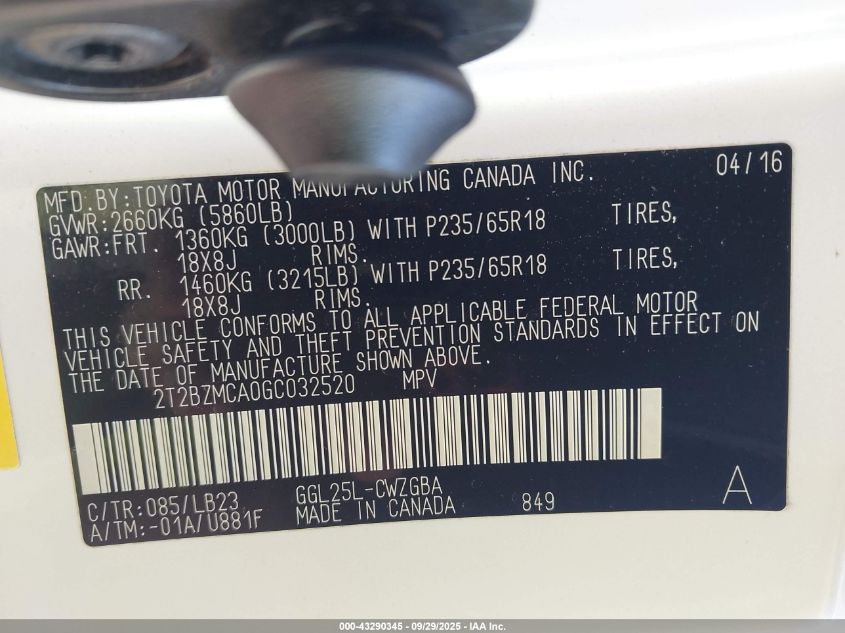 MFD.BY:TOYOTA MOTOR MANUFACTURING CANADA INC. 04/16
GVWR:2660KG (5860LB)
GAWR:FRT. 1360KG (3000LB) WITH P235/65R18 TIRES,
18X8J RIMS.
RR. 1460KG (3215LB) WITH P235/65R18 TIRES,
18X8J RIMS.
THIS VEHICLE CONFORMS TO ALL APPLICABLE FEDERAL MOTOR
VEHICLE SAFETY AND THEFT PREVENTION STANDARDS IN EFFECT ON
THE DATE OF MANUFACTURE SHOWN ABOVE.
2T2BZMCA0GC032520 MPV
C/TR:085/LB23 GGL25L-CWZGBA
A/TM:-01A/U881F MADE IN CANADA 849 A
000-43290345 - 09/29/2025 - IAA Inc.